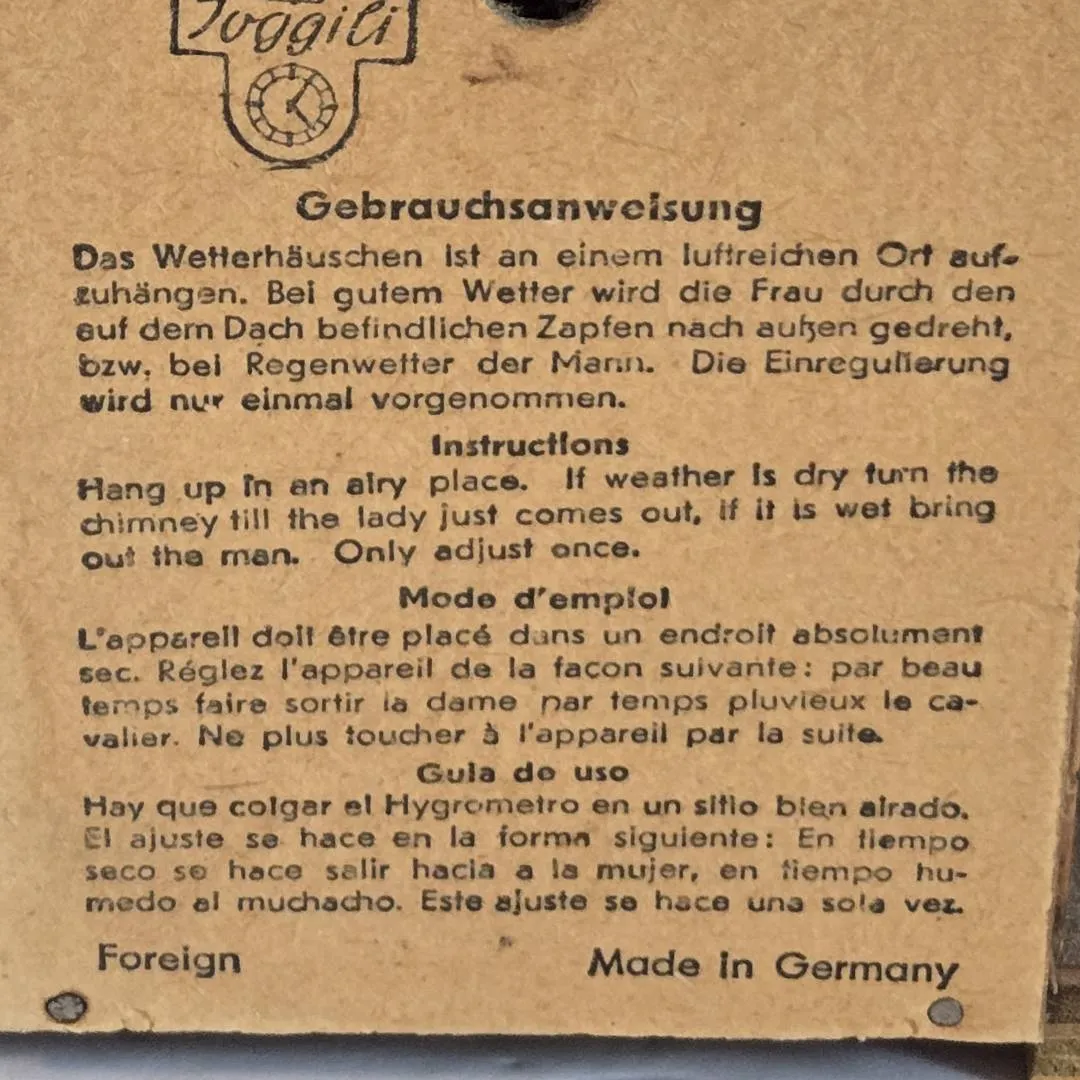 Joggili
Gebrauchsanweisung
Das Wetterhäuschen ist an einem luftreichen Ort auf-
zuhängen. Bei gutem Wetter wird die Frau durch den
auf dem Dach befindlichen Zapfen nach außen gedreht,
bzw. bei Regenwetter der Mann. Die Einregulierung
wird nur einmal vorgenommen.
Instructions
Hang up in an airy place. If weather is dry turn the
chimney till the lady just comes out, if it is wet bring
out the man. Only adjust once.
Mode d'emploi
L'appareil doit être placé dans un endroit absolument
sec. Réglez l'appareil de la facon suivante: par beau
temps faire sortir la dame par temps pluvieux le ca-
valier. Ne plus toucher à l'appareil par la suite.
Guia de uso
Hay que colgar el Hygrometro en un sitio bien airado.
El ajuste se hace en la forma siguiente: En tiempo
seco se hace salir hacia a la mujer, en tiempo hu-
medo al muchacho. Este ajuste se hace una sola vez.
Foreign Made in Germany